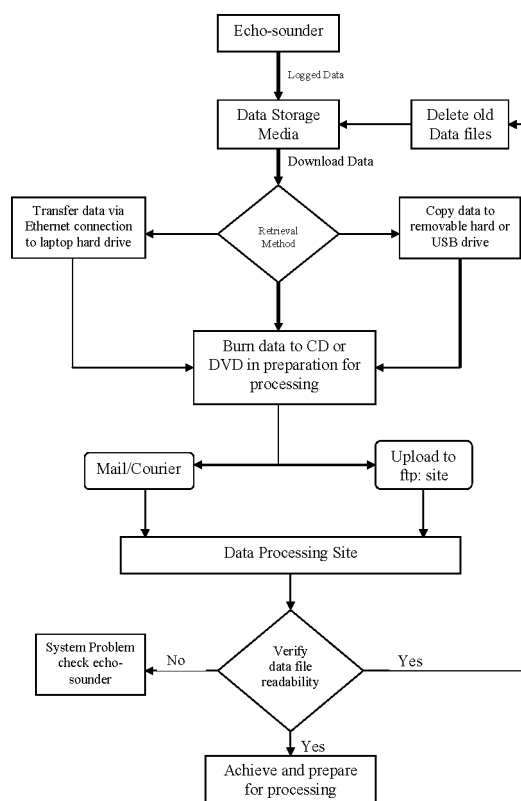 Echo-sounder
Logged Data
Data Storage
Media
Delete old
Data files
Download Data
Transfer data via
Ethernet connection
to laptop hard drive
Retrieval
Method
Copy data to
removable hard or
USB drive
Burn data to CD or
DVD in preparation for
processing
Mail/Courier
Upload to
ftp: site
Data Processing Site
System Problem
check echo-
sounder
No
Verify
data file
readability
Yes
Yes
Achieve and prepare
for processing